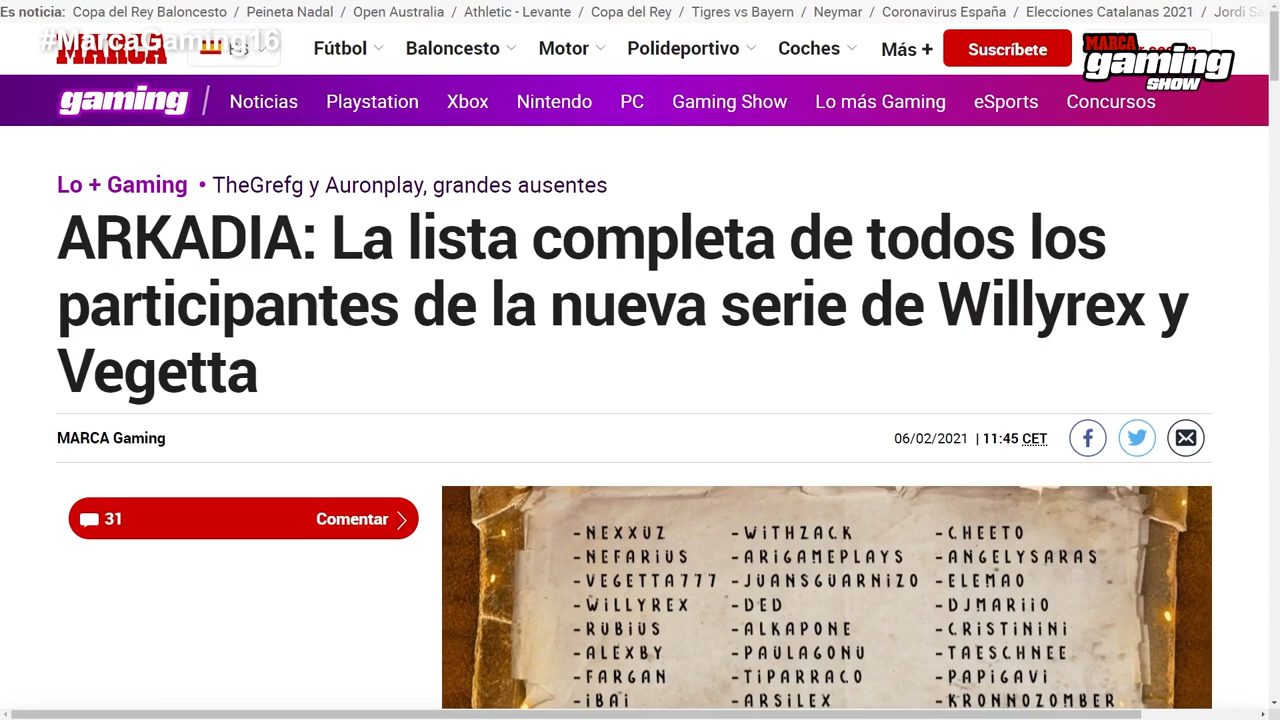 Es noticia: Copa del Rey Baloncesto / Peineta Nadal / Open Australia / Athletic - Levante / Copa del Rey / Tigres vs Bayern / Neymar / Coronavirus España / Elecciones Catalanas 2021 / Jordi
#MarcaGaming16
MARCA
ES
Fútbol Baloncesto Motor Polideportivo Coches Más + Suscríbete
MARCA gaming SHOW
gaming / Noticias Playstation Xbox Nintendo PC Gaming Show Lo más Gaming eSports Concursos
Lo + Gaming • TheGrefg y Auronplay, grandes ausentes
ARKADIA: La lista completa de todos los
participantes de la nueva serie de Willyrex y
Vegetta
MARCA Gaming
06/02/2021 | 11:45 CET
31 Comentar
-NEXXUZ -WiTHZACK -CHEETO
-NEFARiUS -ARiGAMEPLAYS -ANGELYSARAS
-VEGETTA777 -JUANSGUARNiZO -ELEMAO
-WiLLYREX -DED -DJMARiiO
-RUBiUS -ALKAPONE -CRiSTiNiNi
-ALEXBY -PAULAGONU -TAESCHNEE
-FARGAN -TiPARRACO -PAPiGAVi
-iBAi -ARSiLEX -KRONNOZOMBER